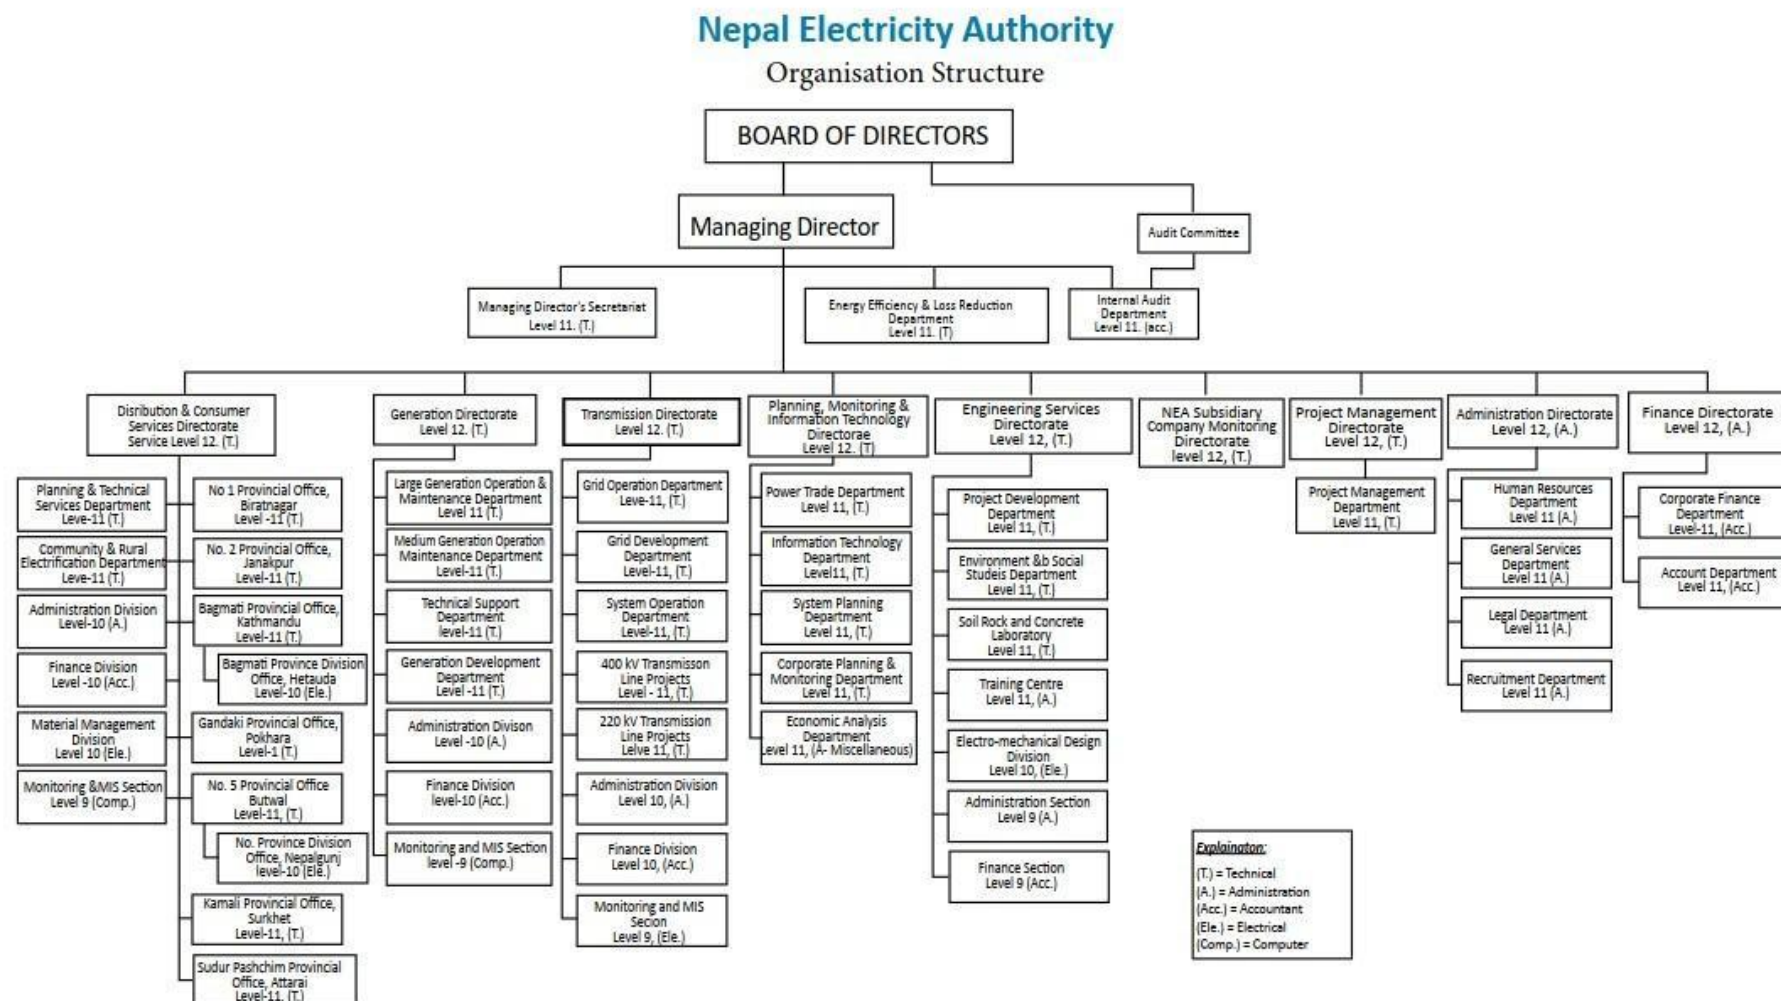 Nepal Electricity Authority
Organisation Structure
BOARD OF DIRECTORS
Managing Director
Audit Committee
Managing Director's Secretariat
Level 11. (T.)
Energy Efficiency & Loss Reduction
Department
Level 11. (T)
Internal Audit
Department
Level 11. (acc.)
Disribution & Consumer
Services Directorate
Service Level 12. (T.)
Generation Directorate
Level 12. (T.)
Transmission Directorate
Level 12. (T.)
Planning, Monitoring &
Information Technology
Directorae
Level 12. (T)
Engineering Services
Directorate
Level 12, (T.)
NEA Subsidiary
Company Monitoring
Directorate
level 12, (T.)
Project Management
Directorate
Level 12, (T.)
Administration Directorate
Level 12, (A.)
Finance Directorate
Level 12, (A.)
Planning & Technical
Services Department
Leve-11 (T.)
Community & Rural
Electrification Department
Leve-11 (T.)
Administration Division
Level-10 (A.)
Finance Division
Level -10 (Acc.)
Material Management
Division
Level 10 (Ele.)
Monitoring &MIS Section
Level 9 (Comp.)
No 1 Provincial Office,
Biratnagar
Level -11 (T.)
No. 2 Provincial Office,
Janakpur
Level-11 (T.)
Bagmati Provincial Office,
Kathmandu
Level-11 (T.)
Bagmati Province Division
Office, Hetauda
Level-10 (Ele.)
Gandaki Provincial Office,
Pokhara
Level-1 (T.)
No. 5 Provincial Office
Butwal
Level-11, (T.)
No. Province Division
Office, Nepalgunj
level-10 (Ele.)
Kamali Provincial Office,
Surkhet
Level-11, (T.)
Sudur Pashchim Provincial
Office, Attarai
Level-11, (T.)
Large Generation Operation &
Maintenance Department
Level 11 (T.)
Medium Generation Operation
Maintenance Department
Level-11 (T.)
Technical Support
Department
level-11 (T.)
Generation Development
Department
Level -11 (T.)
Administration Divison
Level -10 (A.)
Finance Division
level-10 (Acc.)
Monitoring and MIS Section
level -9 (Comp.)
Grid Operation Department
Leve-11, (T.)
Grid Development
Department
Level-11, (T.)
System Operation
Department
Level-11, (T.)
400 kV Transmisson
Line Projects
Level - 11, (T.)
220 kV Transmission
Line Projects
Lelve 11, (T.)
Administration Division
Level 10, (A.)
Finance Division
Level 10, (Acc.)
Monitoring and MIS
Secion
Level 9, (Ele.)
Power Trade Department
Level 11, (T.)
Information Technology
Department
Level11, (T.)
System Planning
Department
Level 11, (T.)
Corporate Planning &
Monitoring Department
Level 11, (T.)
Economic Analysis
Department
Level 11, (A- Miscellaneous)
Project Development
Department
Level 11, (T.)
Environment &b Social
Studeis Department
Level 11, (T.)
Soil Rock and Concrete
Laboratory
Level 11, (T.)
Training Centre
Level 11, (A.)
Electro-mechanical Design
Division
Level 10, (Ele.)
Administration Section
Level 9 (A.)
Finance Section
Level 9 (Acc.)
Project Management
Department
Level 11, (T.)
Human Resources
Department
Level 11 (A.)
General Services
Department
Level 11 (A.)
Legal Department
Level 11 (A.)
Recruitment Department
Level 11 (A.)
Corporate Finance
Department
Level-11, (Acc.)
Account Department
Level 11, (Acc.)
Explainaton:
(T.) = Technical
(A.) = Administration
(Acc.) = Accountant
(Ele.) = Electrical
(Comp.) = Computer